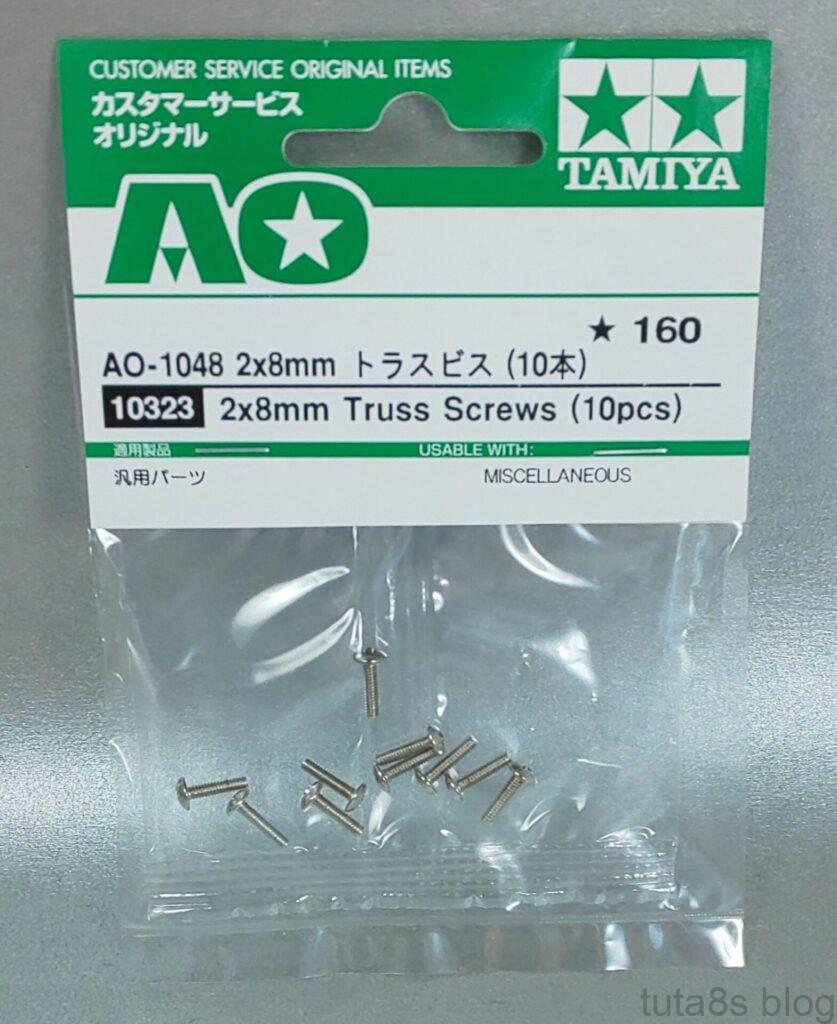 CUSTOMER SERVICE ORIGINAL ITEMS
カスタマーサービス
オリジナル
TAMIYA
AO
★ 160
AO-1048 2x8mm トラスビス (10本)
10323 2x8mm Truss Screws (10pcs)
適用製品 USABLE WITH:
汎用パーツ MISCELLANEOUS
tuta8s blog